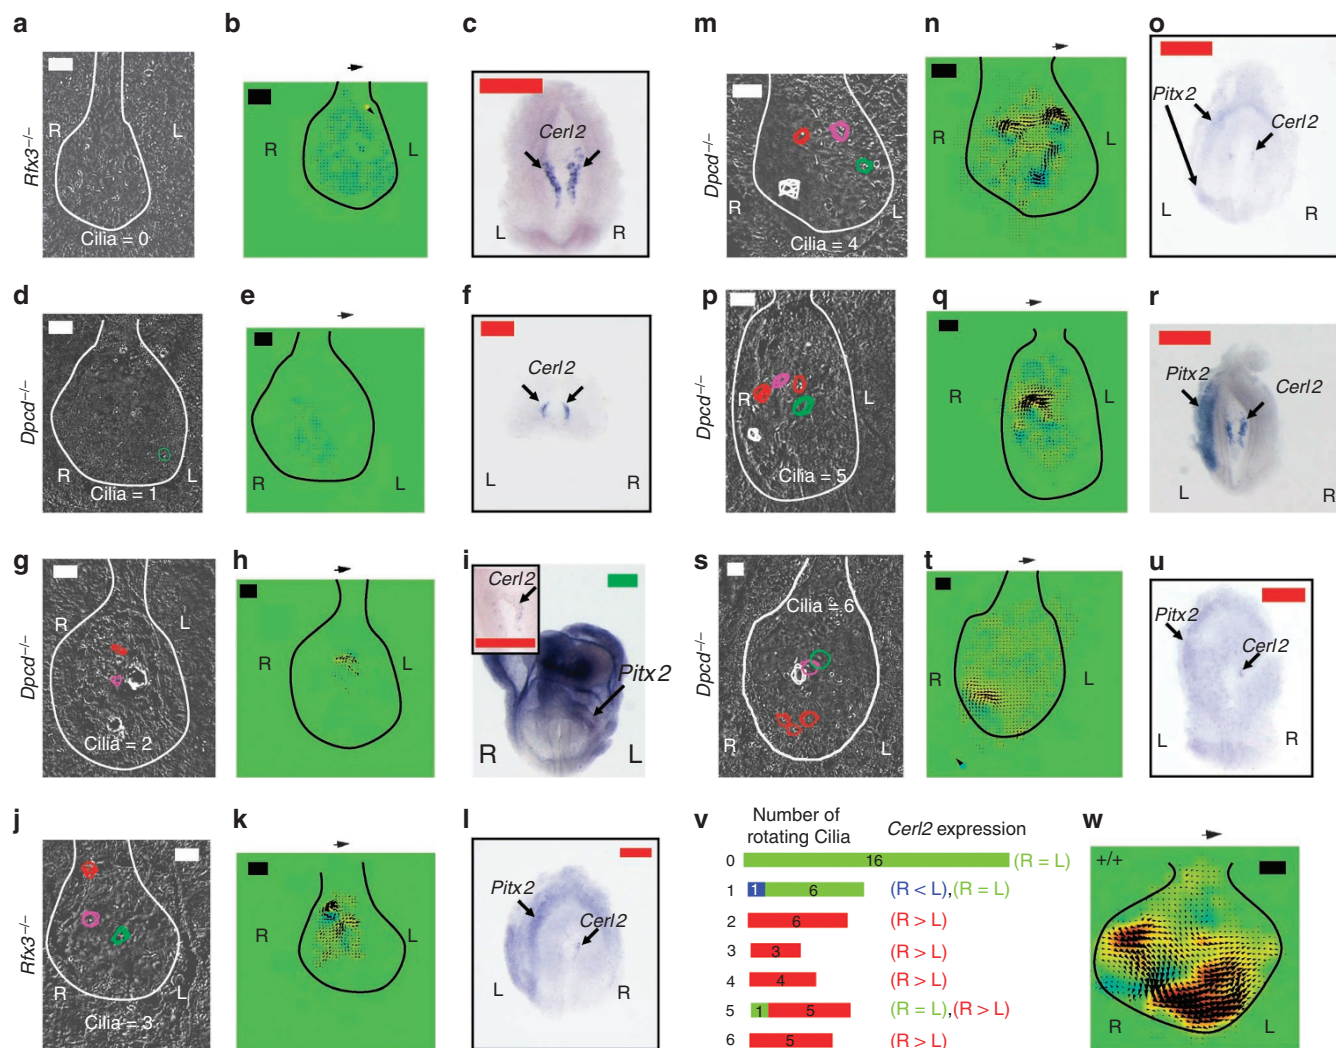 a
b
c
Rfx3–/–
R
L
Cilia = 0
R
L
Cerl2
L
R
d
e
f
Dpcd–/–
R
L
Cilia = 1
R
L
Cerl2
L
R
g
h
i
Dpcd–/–
R
L
Cilia = 2
R
L
Cerl2
Pitx2
R
L
j
k
l
Rfx3–/–
R
L
Cilia = 3
R
L
Pitx2
Cerl2
L
R
m
n
o
Dpcd–/–
R
L
Cilia = 4
R
L
Pitx2
Cerl2
L
R
p
q
r
Dpcd–/–
R
L
Cilia = 5
R
L
Pitx2
Cerl2
L
R
s
t
u
Dpcd–/–
Cilia = 6
R
L
R
L
Pitx2
Cerl2
L
R
v
Number of
rotating Cilia
Cerl2 expression
0 16 (R = L)
1 1 6 (R < L),(R = L)
2 6 (R > L)
3 3 (R > L)
4 4 (R > L)
5 1 5 (R = L),(R > L)
6 5 (R > L)
w
+/+
R
L